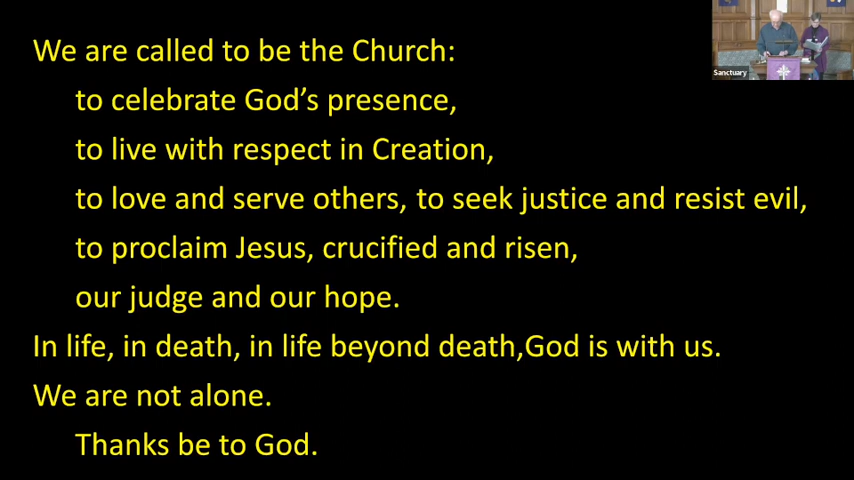 We are called to be the Church:
to celebrate God's presence,
to live with respect in Creation,
to love and serve others, to seek justice and resist evil,
to proclaim Jesus, crucified and risen,
our judge and our hope.
In life, in death, in life beyond death,God is with us.
We are not alone.
Thanks be to God.
Sanctuary